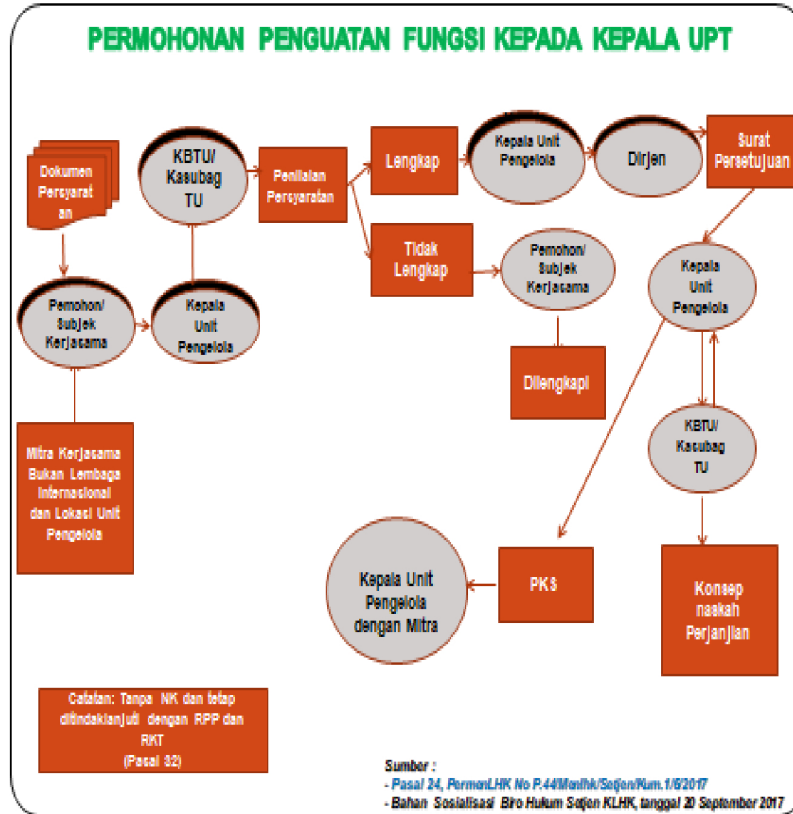 PERMOHONAN PENGUATAN FUNGSI KEPADA KEPALA UPT
Dokumen
Persyarat
an
KBTU/
Kasubag
TU
Penilaian
Persyaratan
Lengkap
Kepala Unit
Pengelola
Dirjen
Surat
Persetujuan
Tidak
Lengkap
Pemohon/
Subjek
Kerjasama
Kepala
Unit
Pengelola
Pemohon/
Subjek
Kerjasama
Kepala
Unit
Pengelola
Dilengkapi
KBTU/
Kasubag
TU
Mitra Kerjasama
Bukan Lembaga
Internasional
dan Lokasi Unit
Pengelola
Kepala Unit
Pengelola
dengan Mitra
PKS
Konsep
naskah
Perjanjian
Catatan: Tanpa NK dan tetap
ditindaklanjuti dengan RPP dan
RKT
(Pasal 32)
Sumber :
- Pasal 24, PermenLHK No P.44/Menlhk/Setjen/Kum.1/6/2017
- Bahan Sosialisasi Biro Hukum Setjen KLHK, tanggal 20 September 2017